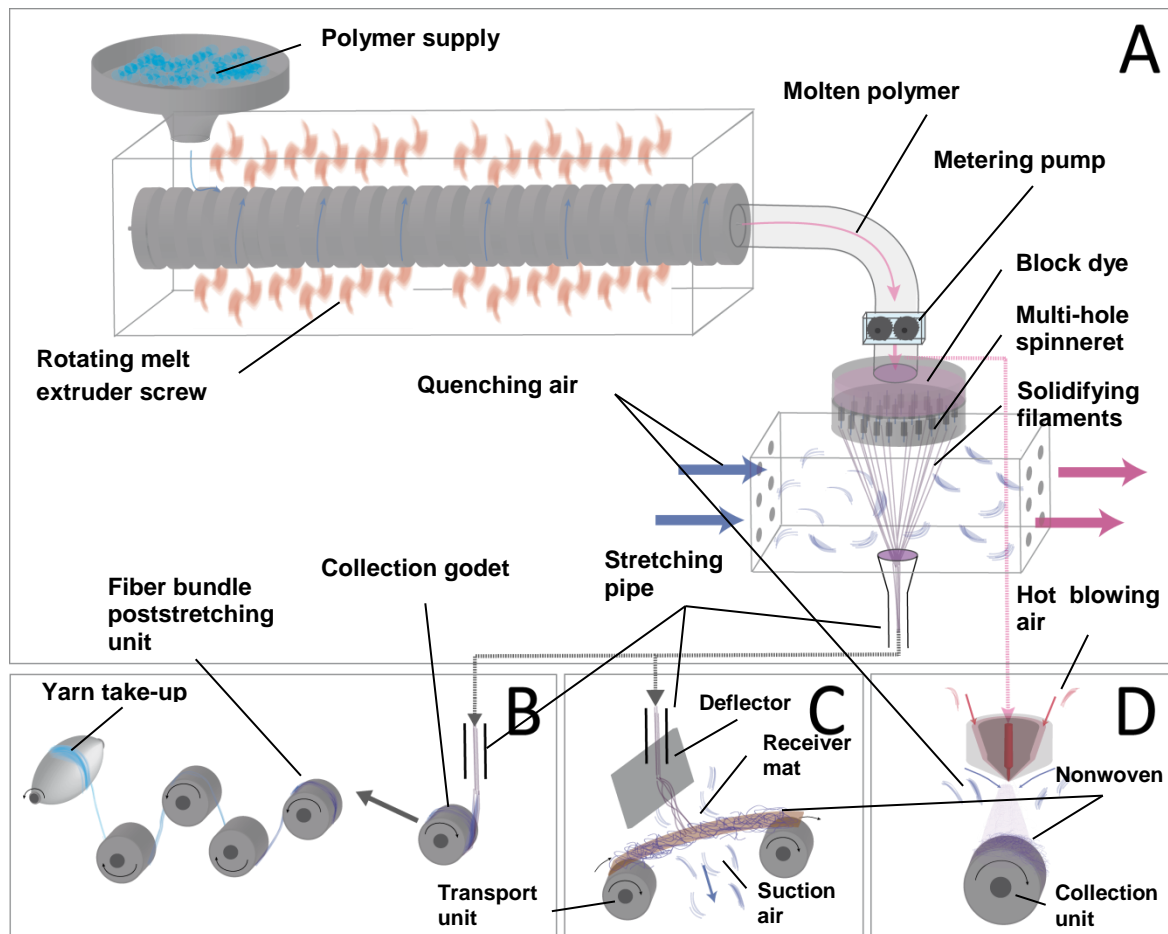 Polymer supply
A
Molten polymer
Metering pump
Block dye
Multi-hole
spinneret
Rotating melt
extruder screw
Quenching air
Solidifying
filaments
Stretching
pipe
Collection godet
Fiber bundle
poststretching
unit
Hot blowing
air
Yarn take-up
B
Deflector
C
Receiver
mat
D
Nonwoven
Transport
unit
Suction
air
Collection
unit